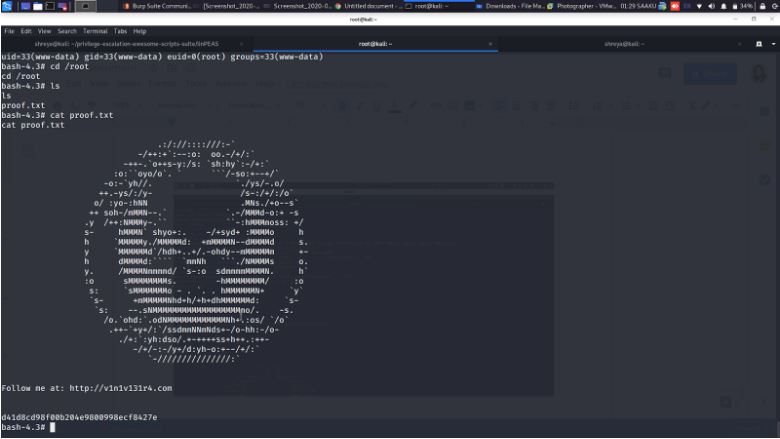 Burp Suite Communi...
[Screenshot_2020-...
Screenshot_2020-0...
Untitled document - ...
root@kali: ~
Downloads - File Ma...
Photographer - VMw...
01:29 SAAKU
34%
root@kali: ~
File Edit View Search Terminal Tabs Help
shreya@kali: ~/privilege-escalation-awesome-scripts-suite/linPEAS
root@kali: ~
shreya@kali: ~
uid=33(www-data) gid=33(www-data) euid=0(root) groups=33(www-data)
bash-4.3# cd /root
cd /root
bash-4.3# ls
ls
proof.txt
bash-4.3# cat proof.txt
cat proof.txt
Follow me at: http://v1n1v131r4.com
d41d8cd98f00b204e9800998ecf8427e
bash-4.3#